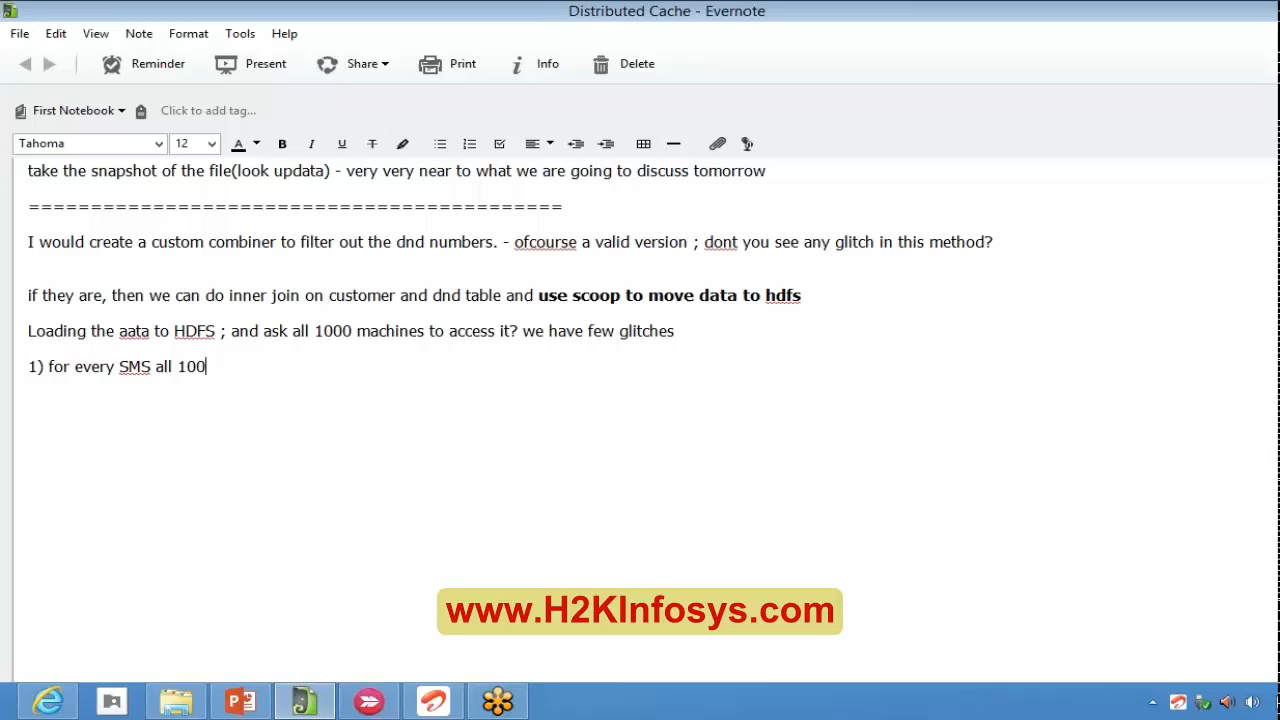 Distributed Cache - Evernote
File Edit View Note Format Tools Help
Reminder Present Share Print Info Delete
First Notebook Click to add tag...
Tahoma 12 A B I U T
take the snapshot of the file(look updata) - very very near to what we are going to discuss tomorrow
===========================================
I would create a custom combiner to filter out the dnd numbers. - ofcourse a valid version ; dont you see any glitch in this method?
if they are, then we can do inner join on customer and dnd table and use scoop to move data to hdfs
Loading the aata to HDFS ; and ask all 1000 machines to access it? we have few glitches
1) for every SMS all 100
www.H2KInfosys.com